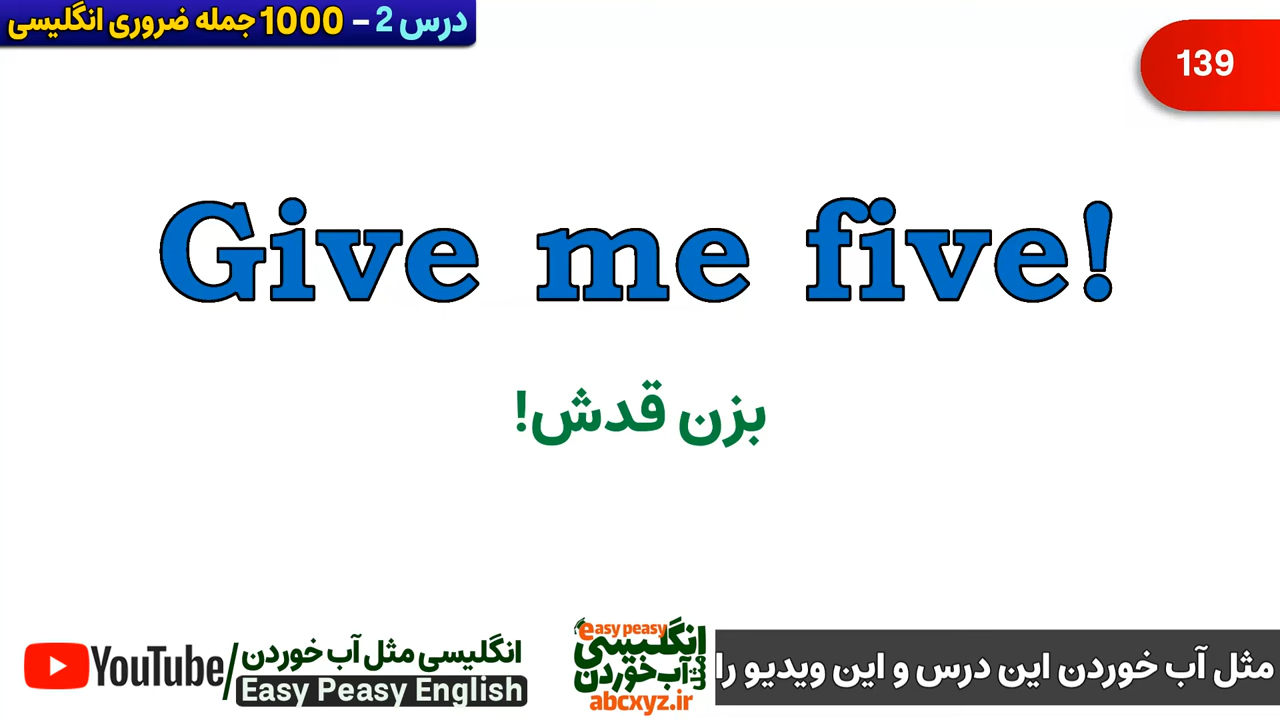 درس 2 - 1000 جمله ضروری انگلیسی
139
Give me five!
بزن قدش!
YouTube/
انگلیسی مثل آب خوردن
Easy Peasy English
easy peasy
انگلیسی
مثل
آب خوردن
abcxyz.ir
مثل آب خوردن این درس و این ویدیو را